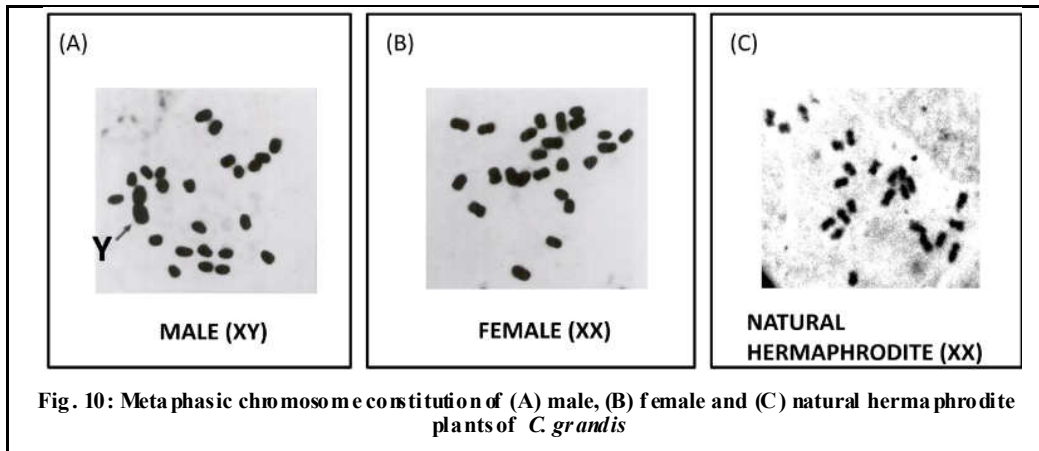 (A)
Y
MALE (XY)
(B)
FEMALE (XX)
(C)
NATURAL
HERMAPHRODITE (XX)
Fig. 10: Metaphasic chromosome constitution of (A) male, (B) female and (C) natural hermaphrodite
plants of C. grandis